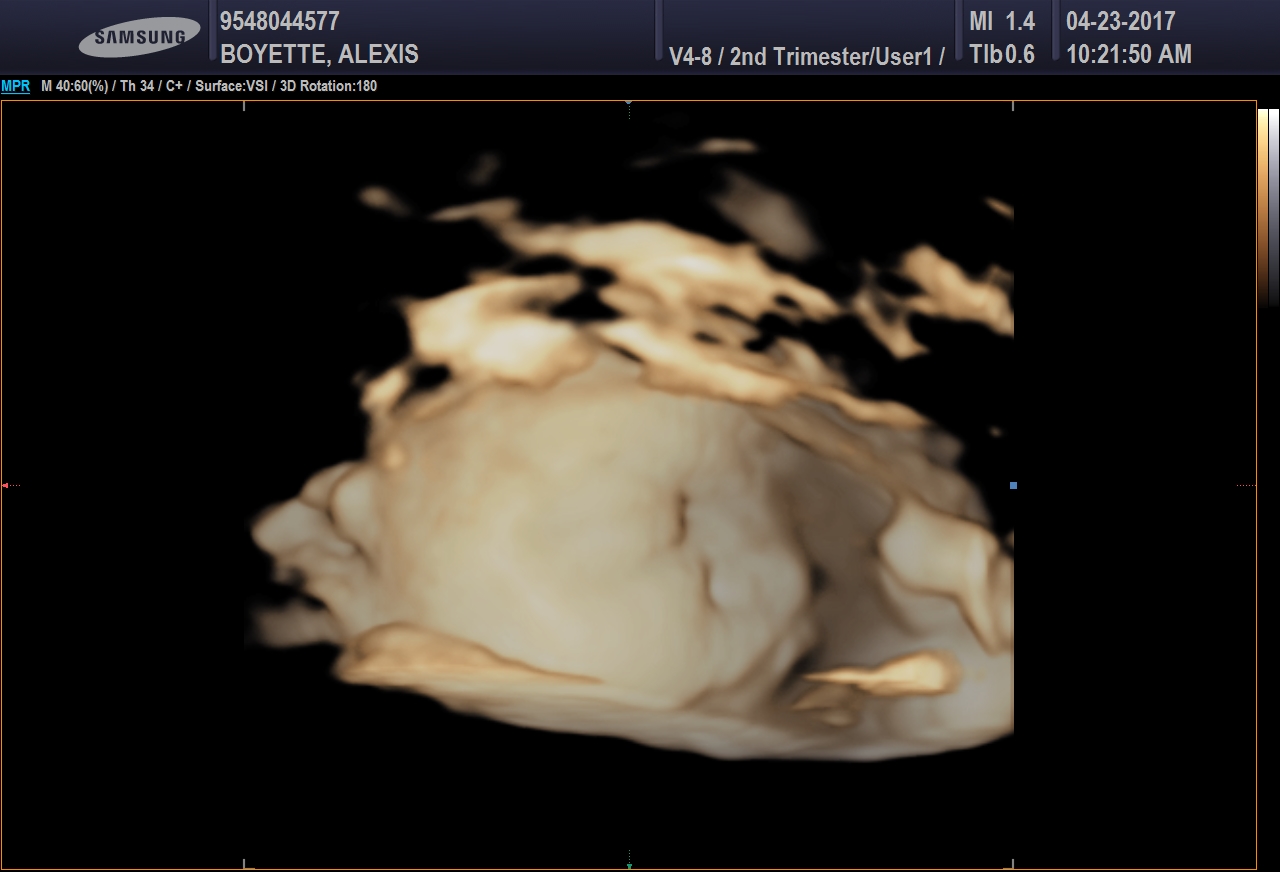 SAMSUNG
9548044577
BOYETTE, ALEXIS
V4-8 / 2nd Trimester/User1 /
MI 1.4
TIb 0.6
04-23-2017
10:21:50 AM
MPR M 40:60(%) / Th 34 / C+ / Surface:VSI / 3D Rotation:180